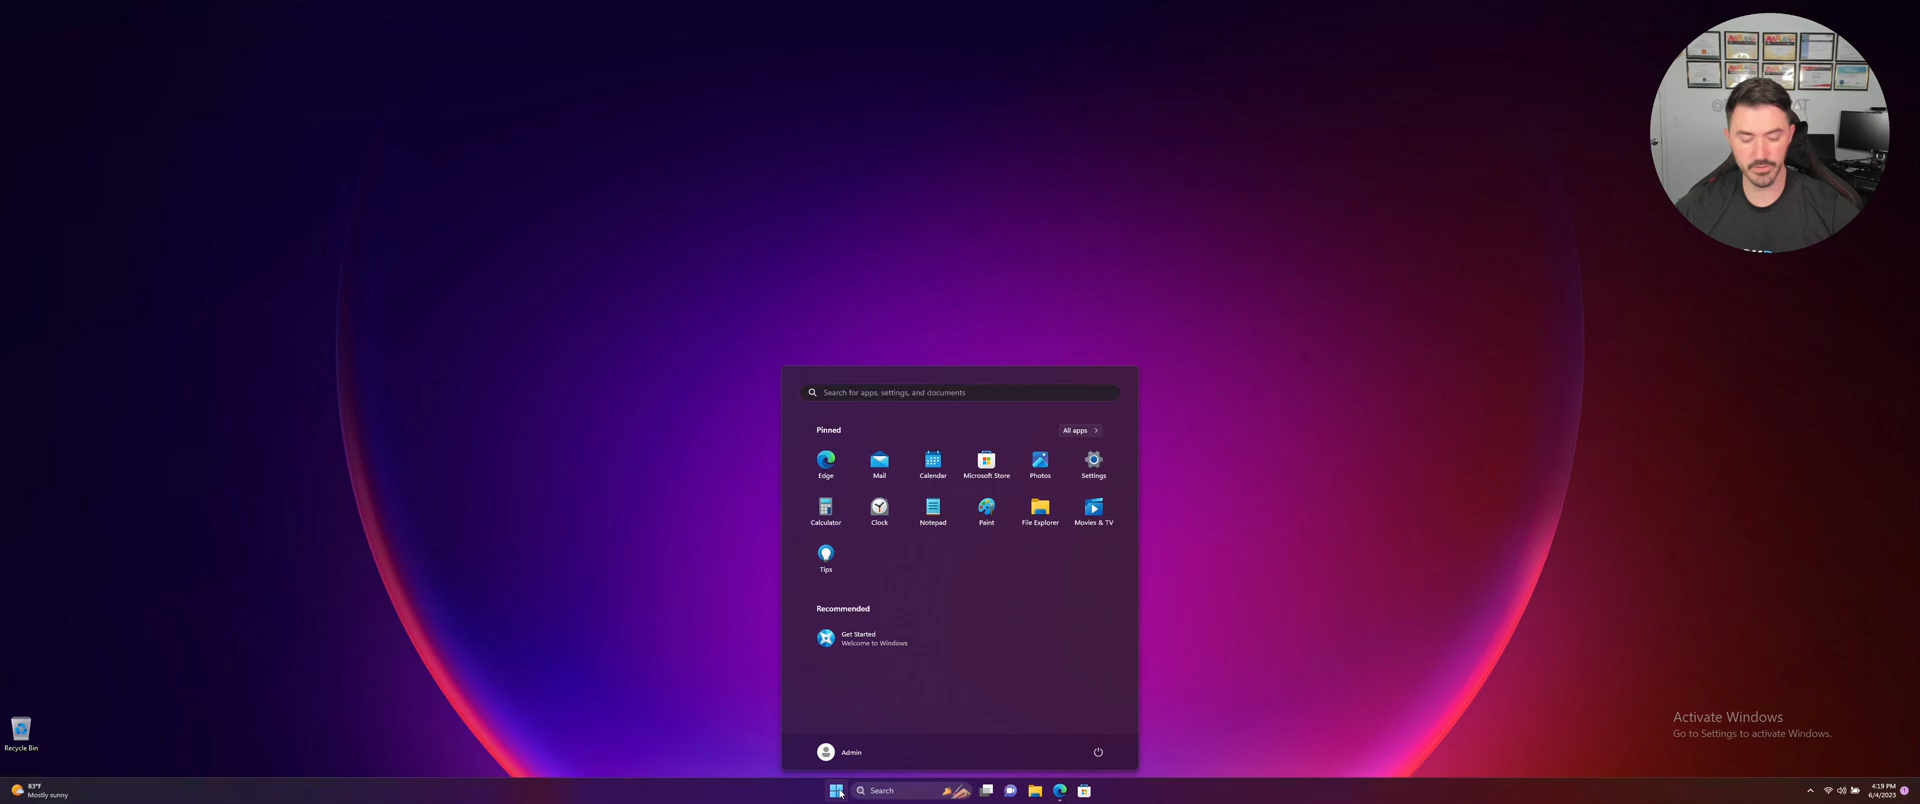 Search for apps, settings, and documents
Pinned
All apps
Edge
Mail
Calendar
Microsoft Store
Photos
Settings
Calculator
Clock
Notepad
Paint
File Explorer
Movies & TV
Tips
Recommended
Get Started
Welcome to Windows
Admin
Recycle Bin
Activate Windows
Go to Settings to activate Windows.
83°F
Mostly sunny
Search
4:19 PM
6/4/2023
1